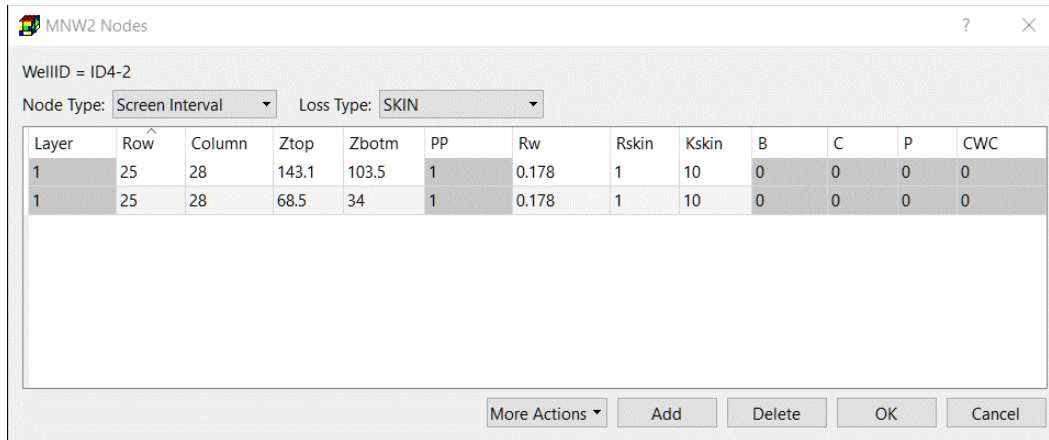 MNW2 Nodes ?
WellID = ID4-2
Node Type: Screen Interval Loss Type: SKIN
Layer Row Column Ztop Zbotm PP Rw Rskin Kskin B C P CWC
1 25 28 143.1 103.5 1 0.178 1 10 0 0 0 0
1 25 28 68.5 34 1 0.178 1 10 0 0 0 0
More Actions Add Delete OK Cancel